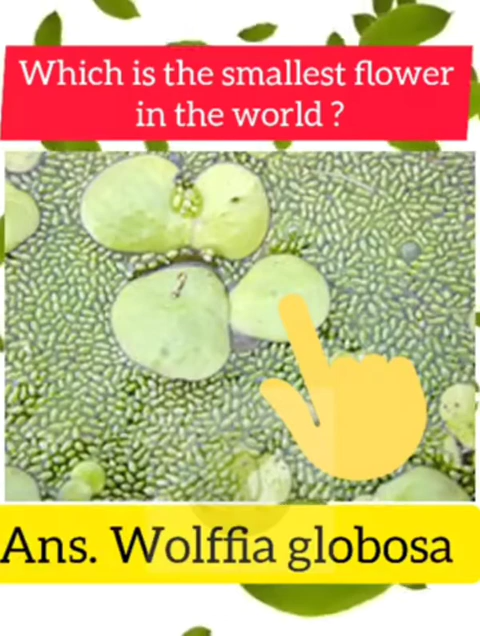 Which is the smallest flower
in the world ?
Ans. Wolffia globosa